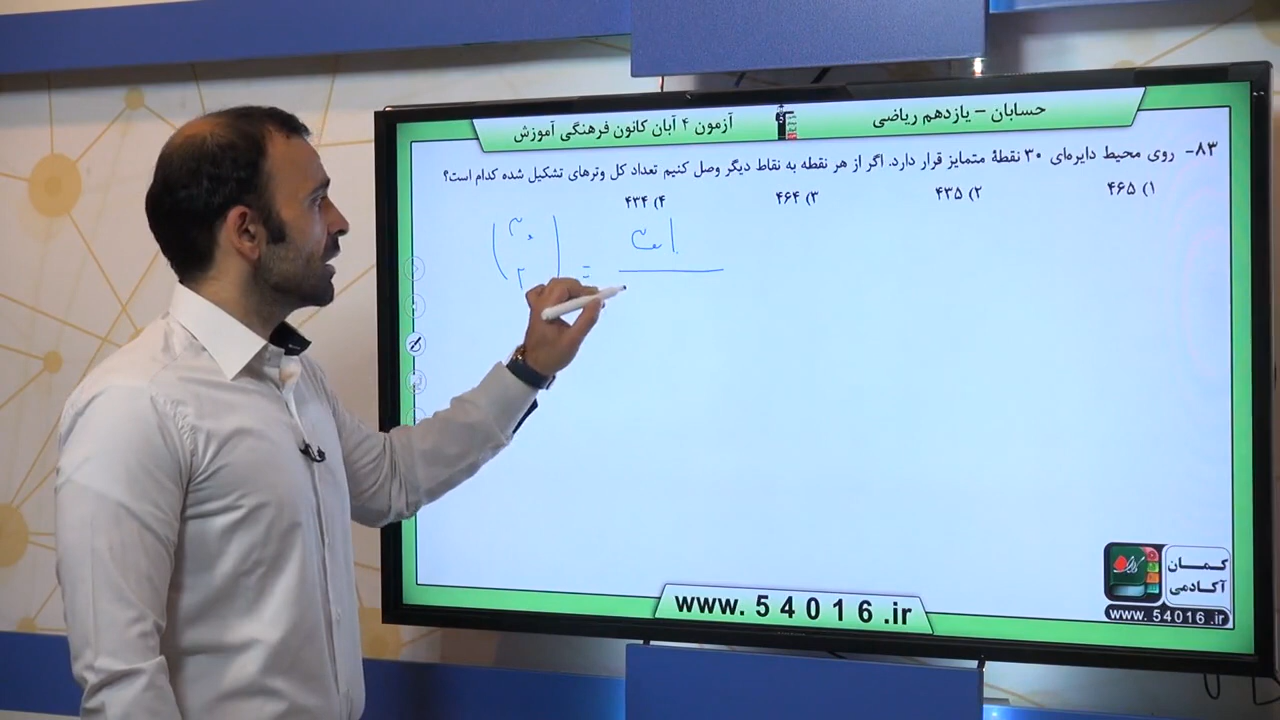 حسابان – یازدهم ریاضی
آزمون ۴ آبان کانون فرهنگی آموزش
۸۳- روی محیط دایره‌ای ۳۰ نقطهٔ متمایز قرار دارد. اگر از هر نقطه به نقاط دیگر وصل کنیم تعداد کل وترهای تشکیل شده کدام است؟
۱) ۴۶۵ ۲) ۴۳۵ ۳) ۴۶۴ ۴) ۴۳۴
(۳۰ ۲) =
کمان
آکادمی
www. 54016 .ir
www. 5 4 0 1 6 .ir